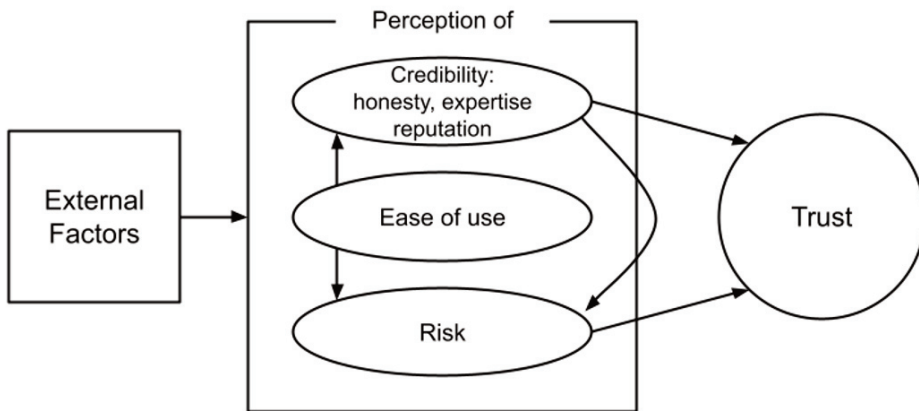 Perception of
Credibility:
honesty, expertise
reputation
External
Factors
Ease of use
Trust
Risk